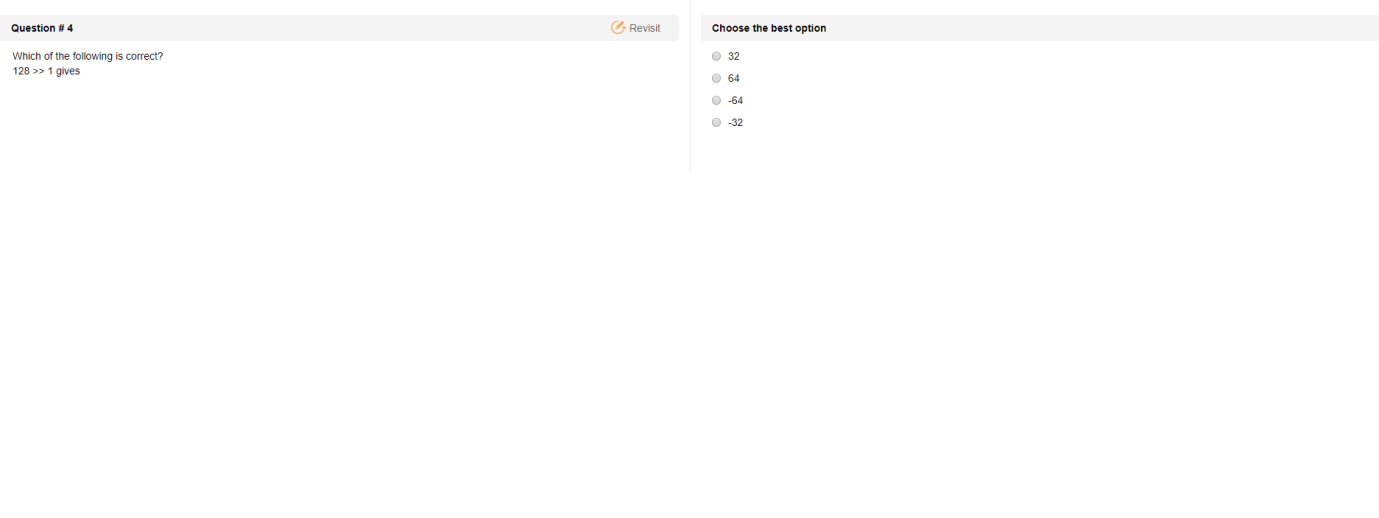 Question # 4
Revisit
Which of the following is correct?
128 >> 1 gives
Choose the best option
32
64
-64
-32